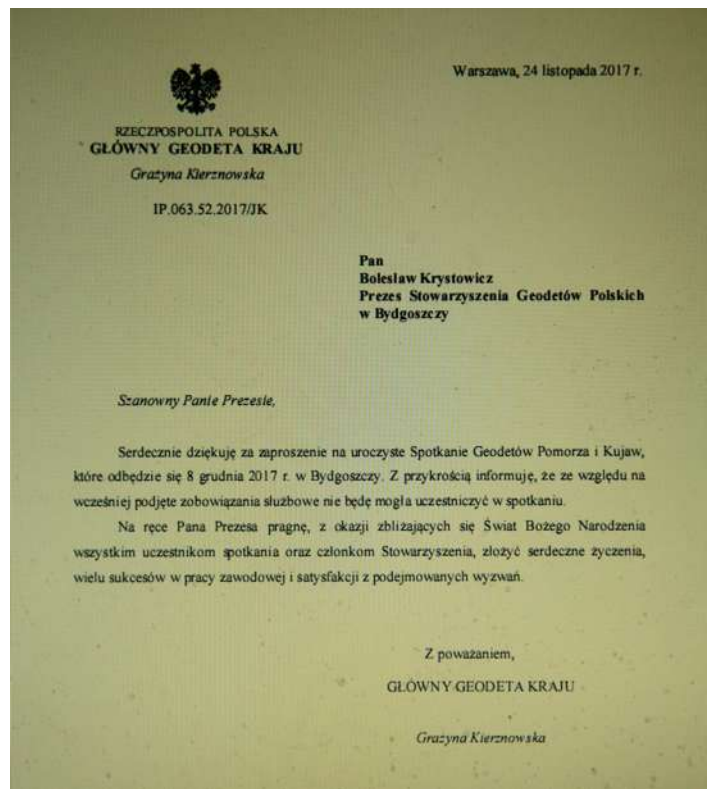 Warszawa, 24 listopada 2017 r.
RZECZPOSPOLITA POLSKA
GŁÓWNY GEODETA KRAJU
Grażyna Kierznowska
IP.063.52.2017/JK
Pan
Bolesław Krystowicz
Prezes Stowarzyszenia Geodetów Polskich
w Bydgoszczy
Szanowny Panie Prezesie,
Serdecznie dziękuję za zaproszenie na uroczyste Spotkanie Geodetów Pomorza i Kujaw,
które odbędzie się 8 grudnia 2017 r. w Bydgoszczy. Z przykrością informuję, że ze względu na
wcześniej podjęte zobowiązania służbowe nie będę mogła uczestniczyć w spotkaniu.
Na ręce Pana Prezesa pragnę, z okazji zbliżających się Świat Bożego Narodzenia
wszystkim uczestnikom spotkania oraz członkom Stowarzyszenia, złożyć serdeczne życzenia,
wielu sukcesów w pracy zawodowej i satysfakcji z podejmowanych wyzwań.
Z poważaniem,
GŁÓWNY GEODETA KRAJU
Grażyna Kierznowska